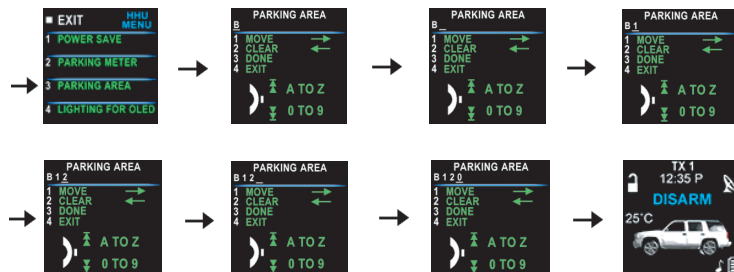 ■ EXIT HHU MENU
1 POWER SAVE
2 PARKING METER
3 PARKING AREA
4 LIGHTING FOR OLED
PARKING AREA
B
1 MOVE
2 CLEAR
3 DONE
4 EXIT
A TO Z
0 TO 9
PARKING AREA
B _
1 MOVE
2 CLEAR
3 DONE
4 EXIT
A TO Z
0 TO 9
PARKING AREA
B 1
1 MOVE
2 CLEAR
3 DONE
4 EXIT
A TO Z
0 TO 9
PARKING AREA
B 1 2
1 MOVE
2 CLEAR
3 DONE
4 EXIT
A TO Z
0 TO 9
PARKING AREA
B 1 2 _
1 MOVE
2 CLEAR
3 DONE
4 EXIT
A TO Z
0 TO 9
PARKING AREA
B 1 2 0
1 MOVE
2 CLEAR
3 DONE
4 EXIT
A TO Z
0 TO 9
TX 1
12:35 P
DISARM
25°C